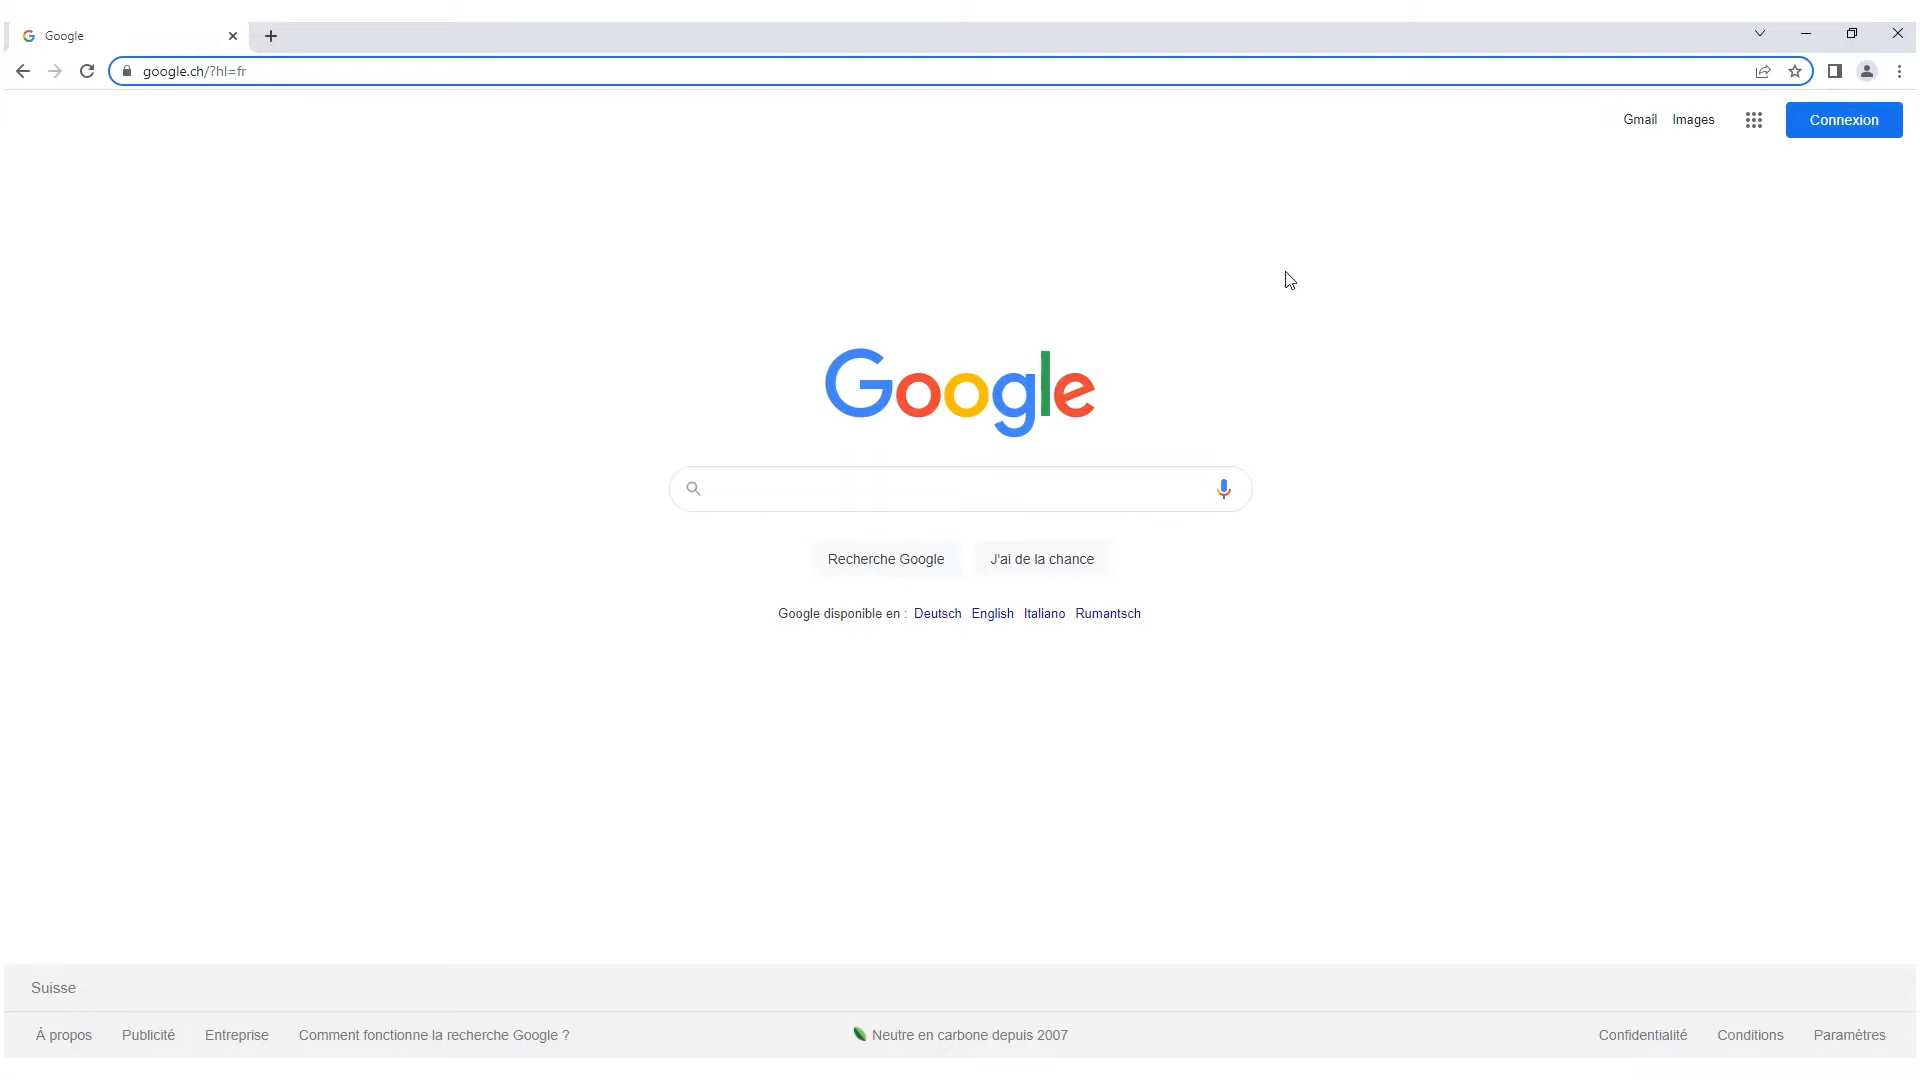 Google
google.ch/?hl=fr
Gmail Images Connexion
Google
Recherche Google J'ai de la chance
Google disponible en : Deutsch English Italiano Rumantsch
Suisse
À propos Publicité Entreprise Comment fonctionne la recherche Google ? Neutre en carbone depuis 2007 Confidentialité Conditions Paramètres